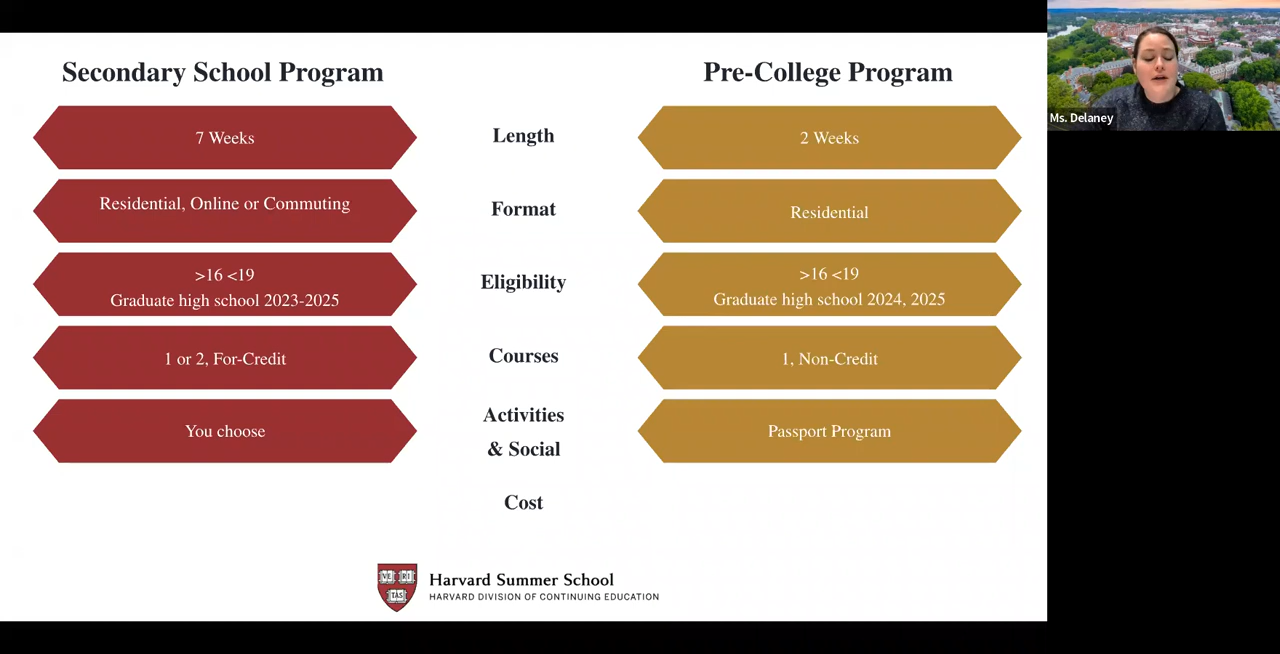 Secondary School Program
Pre-College Program
7 Weeks
Length
2 Weeks
Residential, Online or Commuting
Format
Residential
>16 <19
Graduate high school 2023-2025
Eligibility
>16 <19
Graduate high school 2024, 2025
1 or 2, For-Credit
Courses
1, Non-Credit
You choose
Activities
& Social
Passport Program
Cost
VE RI
TAS
Harvard Summer School
HARVARD DIVISION OF CONTINUING EDUCATION
Ms. Delaney